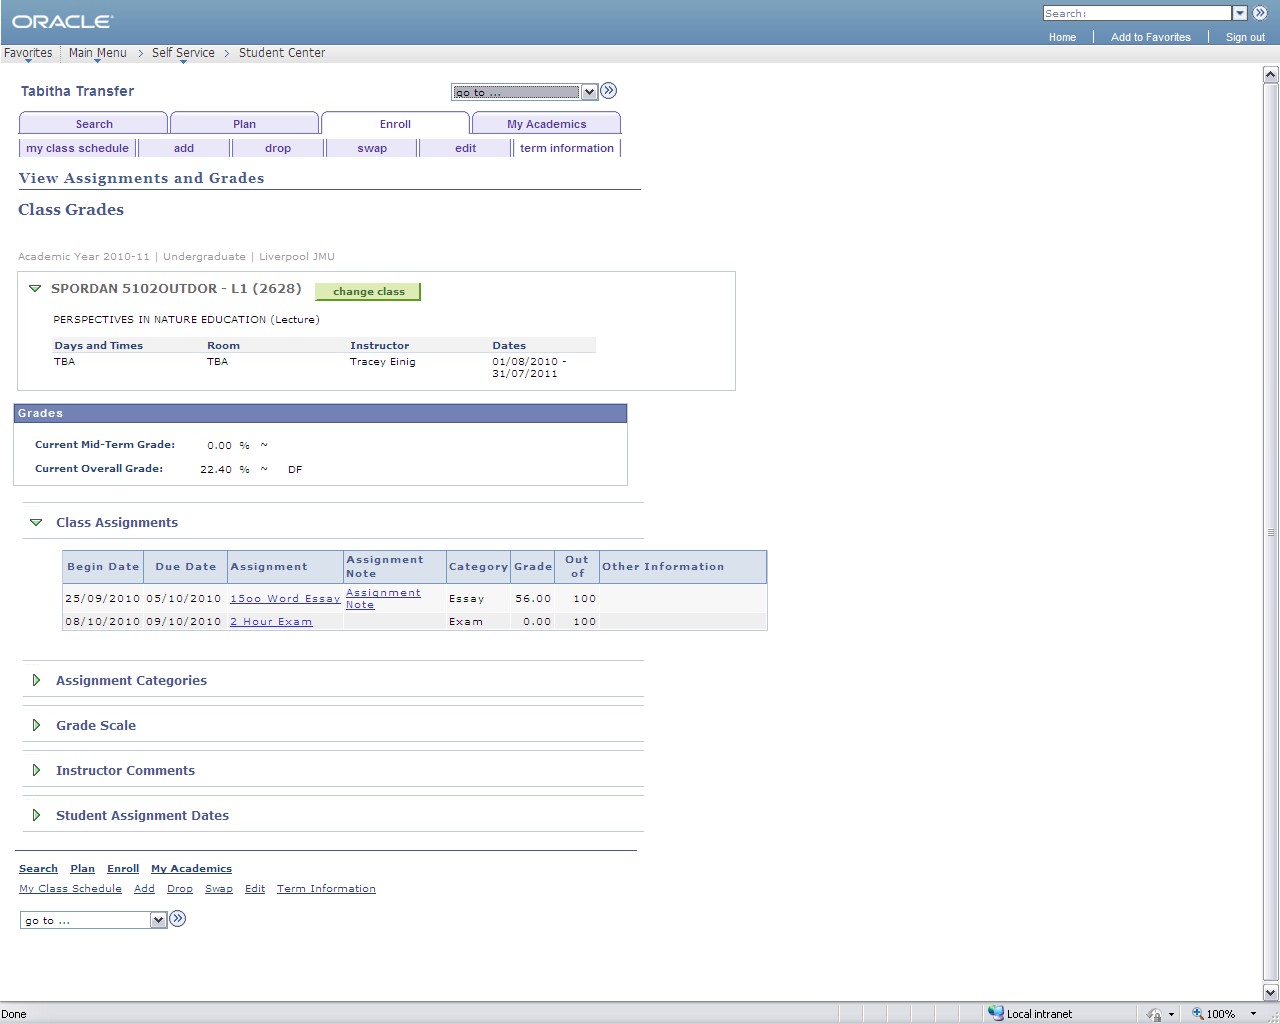 ORACLE
Search:
Home Add to Favorites Sign out
Favorites Main Menu > Self Service > Student Center
Tabitha Transfer
go to ...
Search Plan Enroll My Academics
my class schedule add drop swap edit term information
View Assignments and Grades
Class Grades
Academic Year 2010-11 | Undergraduate | Liverpool JMU
SPORDAN 5102OUTDOR - L1 (2628) change class
PERSPECTIVES IN NATURE EDUCATION (Lecture)
Days and Times Room Instructor Dates
TBA TBA Tracey Einig 01/08/2010 -
31/07/2011
Grades
Current Mid-Term Grade: 0.00 % ~
Current Overall Grade: 22.40 % ~ DF
Class Assignments
Begin Date Due Date Assignment Assignment Note Category Grade Out of Other Information
25/09/2010 05/10/2010 15oo Word Essay Assignment Note Essay 56.00 100
08/10/2010 09/10/2010 2 Hour Exam Exam 0.00 100
Assignment Categories
Grade Scale
Instructor Comments
Student Assignment Dates
Search Plan Enroll My Academics
My Class Schedule Add Drop Swap Edit Term Information
go to ...
Done Local intranet 100%